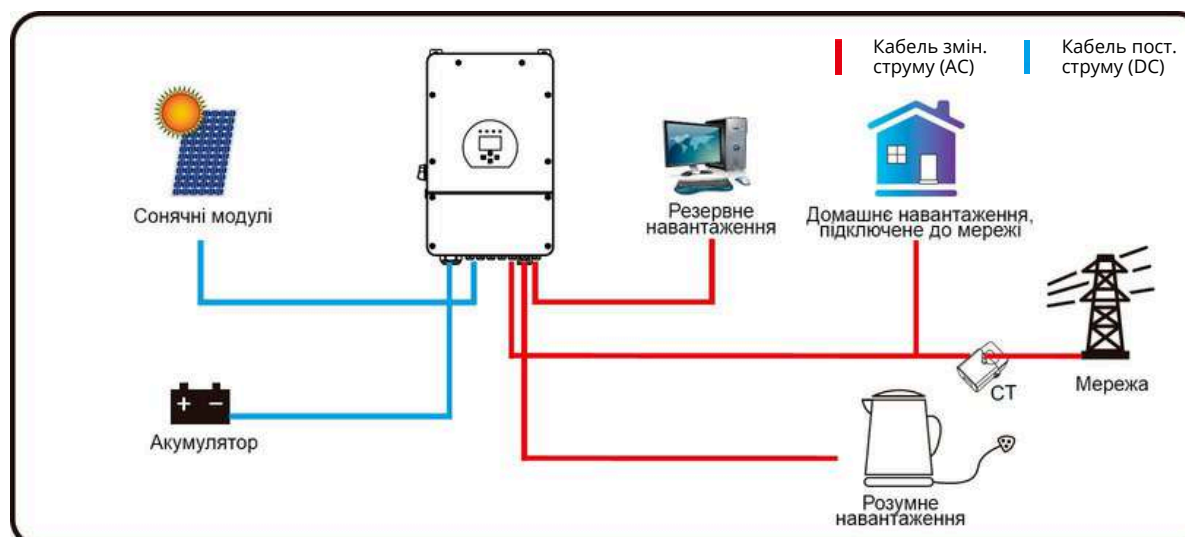 Кабель змін.
струму (AC)
Кабель пост.
струму (DC)
Сонячні модулі
Резервне
навантаження
Домашнє навантаження,
підключене до мережі
CT
Мережа
+ −
Акумулятор
Розумне
навантаження